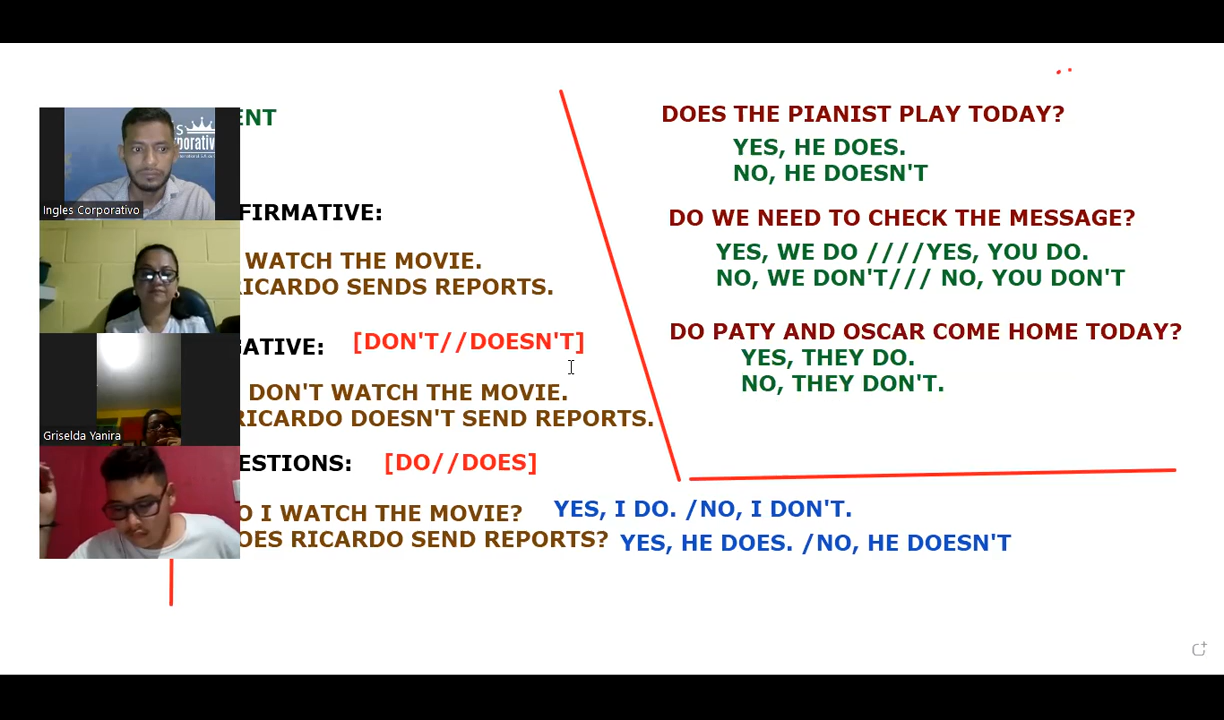 ENT
FIRMATIVE:
WATCH THE MOVIE.
RICARDO SENDS REPORTS.
GATIVE: [DON'T//DOESN'T]
DON'T WATCH THE MOVIE.
RICARDO DOESN'T SEND REPORTS.
ESTIONS: [DO//DOES]
O I WATCH THE MOVIE? YES, I DO. /NO, I DON'T.
OES RICARDO SEND REPORTS? YES, HE DOES. /NO, HE DOESN'T
DOES THE PIANIST PLAY TODAY?
YES, HE DOES.
NO, HE DOESN'T
DO WE NEED TO CHECK THE MESSAGE?
YES, WE DO ////YES, YOU DO.
NO, WE DON'T/// NO, YOU DON'T
DO PATY AND OSCAR COME HOME TODAY?
YES, THEY DO.
NO, THEY DON'T.
Ingles Corporativo
Griselda Yanira